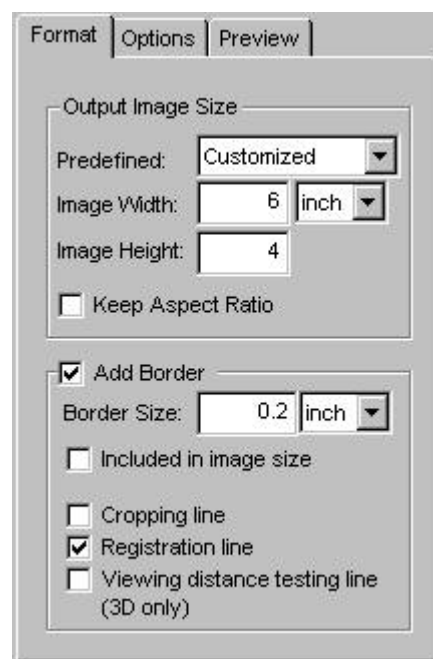 Format Options Preview
Output Image Size
Predefined: Customized
Image Width: 6 inch
Image Height: 4
Keep Aspect Ratio
Add Border
Border Size: 0.2 inch
Included in image size
Cropping line
Registration line
Viewing distance testing line
(3D only)